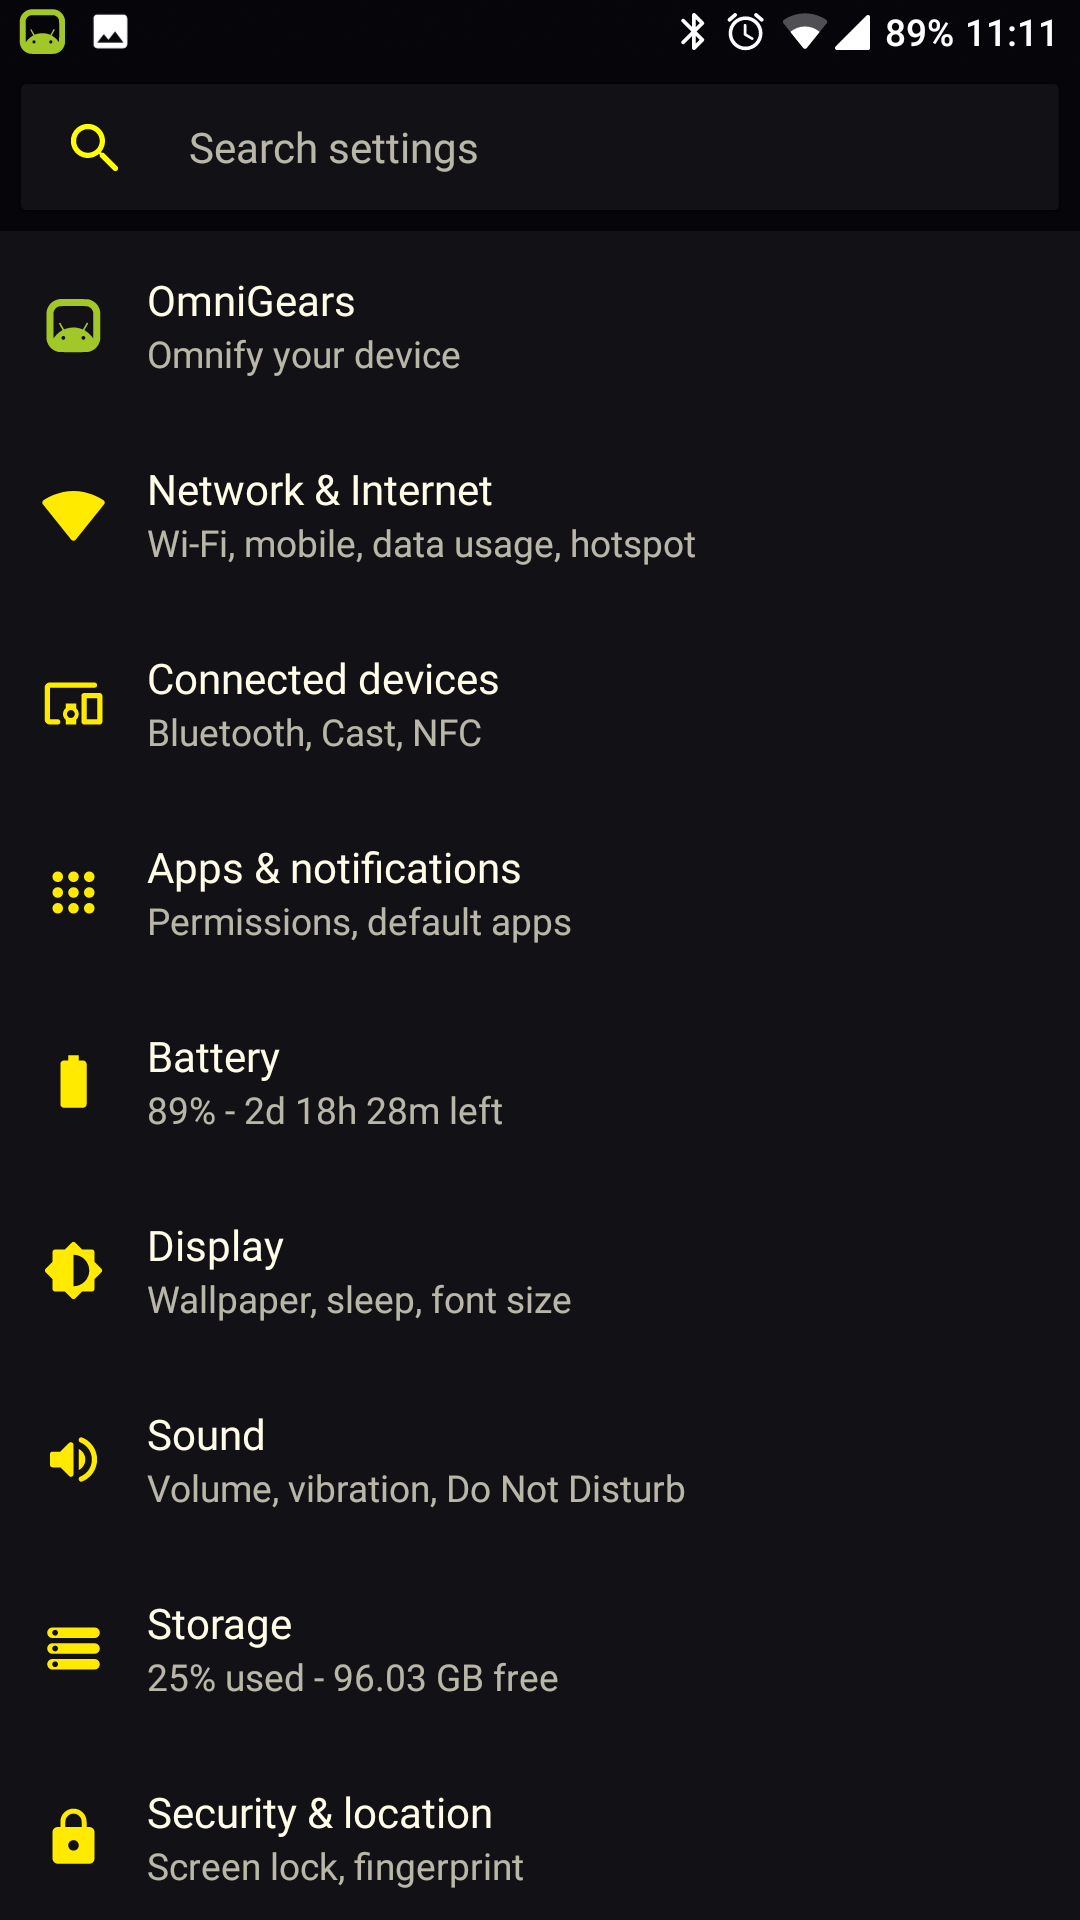 89% 11:11
Search settings
OmniGears
Omnify your device
Network & Internet
Wi-Fi, mobile, data usage, hotspot
Connected devices
Bluetooth, Cast, NFC
Apps & notifications
Permissions, default apps
Battery
89% - 2d 18h 28m left
Display
Wallpaper, sleep, font size
Sound
Volume, vibration, Do Not Disturb
Storage
25% used - 96.03 GB free
Security & location
Screen lock, fingerprint